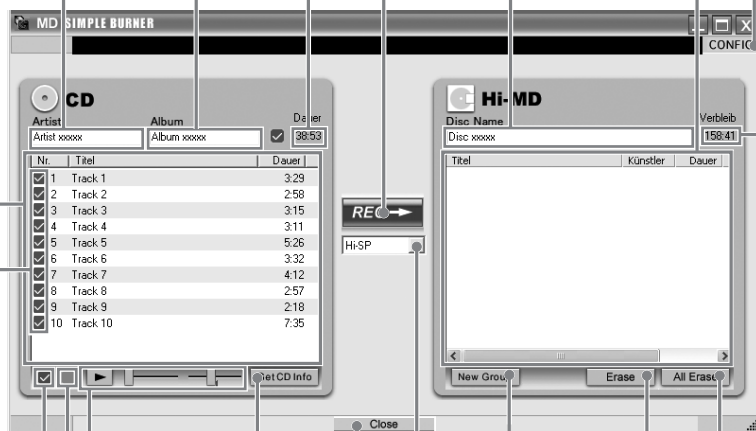 MD SIMPLE BURNER
CONFIG
CD
Artist
Album
Dauer
Artist xxxxx
Album xxxxx
38:53
Nr. Titel Dauer
1 Track 1 3:29
2 Track 2 2:58
3 Track 3 3:15
4 Track 4 3:11
5 Track 5 5:26
6 Track 6 3:32
7 Track 7 4:12
8 Track 8 2:57
9 Track 9 2:18
10 Track 10 7:35
Get CD Info
REC
Hi-SP
Hi-MD
Disc Name
Verbleib
Disc xxxxx
158:41
Titel Künstler Dauer
New Group
Erase
All Erase
Close